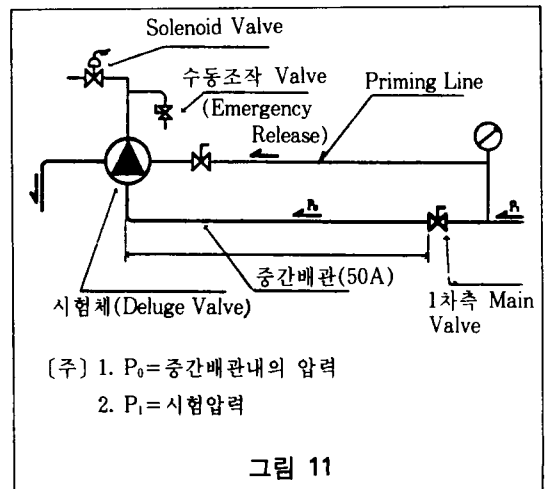 Solenoid Valve
수동조작 Valve
(Emergency
Release)
Priming Line
P₀
P₁
중간배관(50A)
시험체(Deluge Valve)
1차측 Main
Valve
〔주〕 1. P₀=중간배관내의 압력
2. P₁=시험압력
그림 11